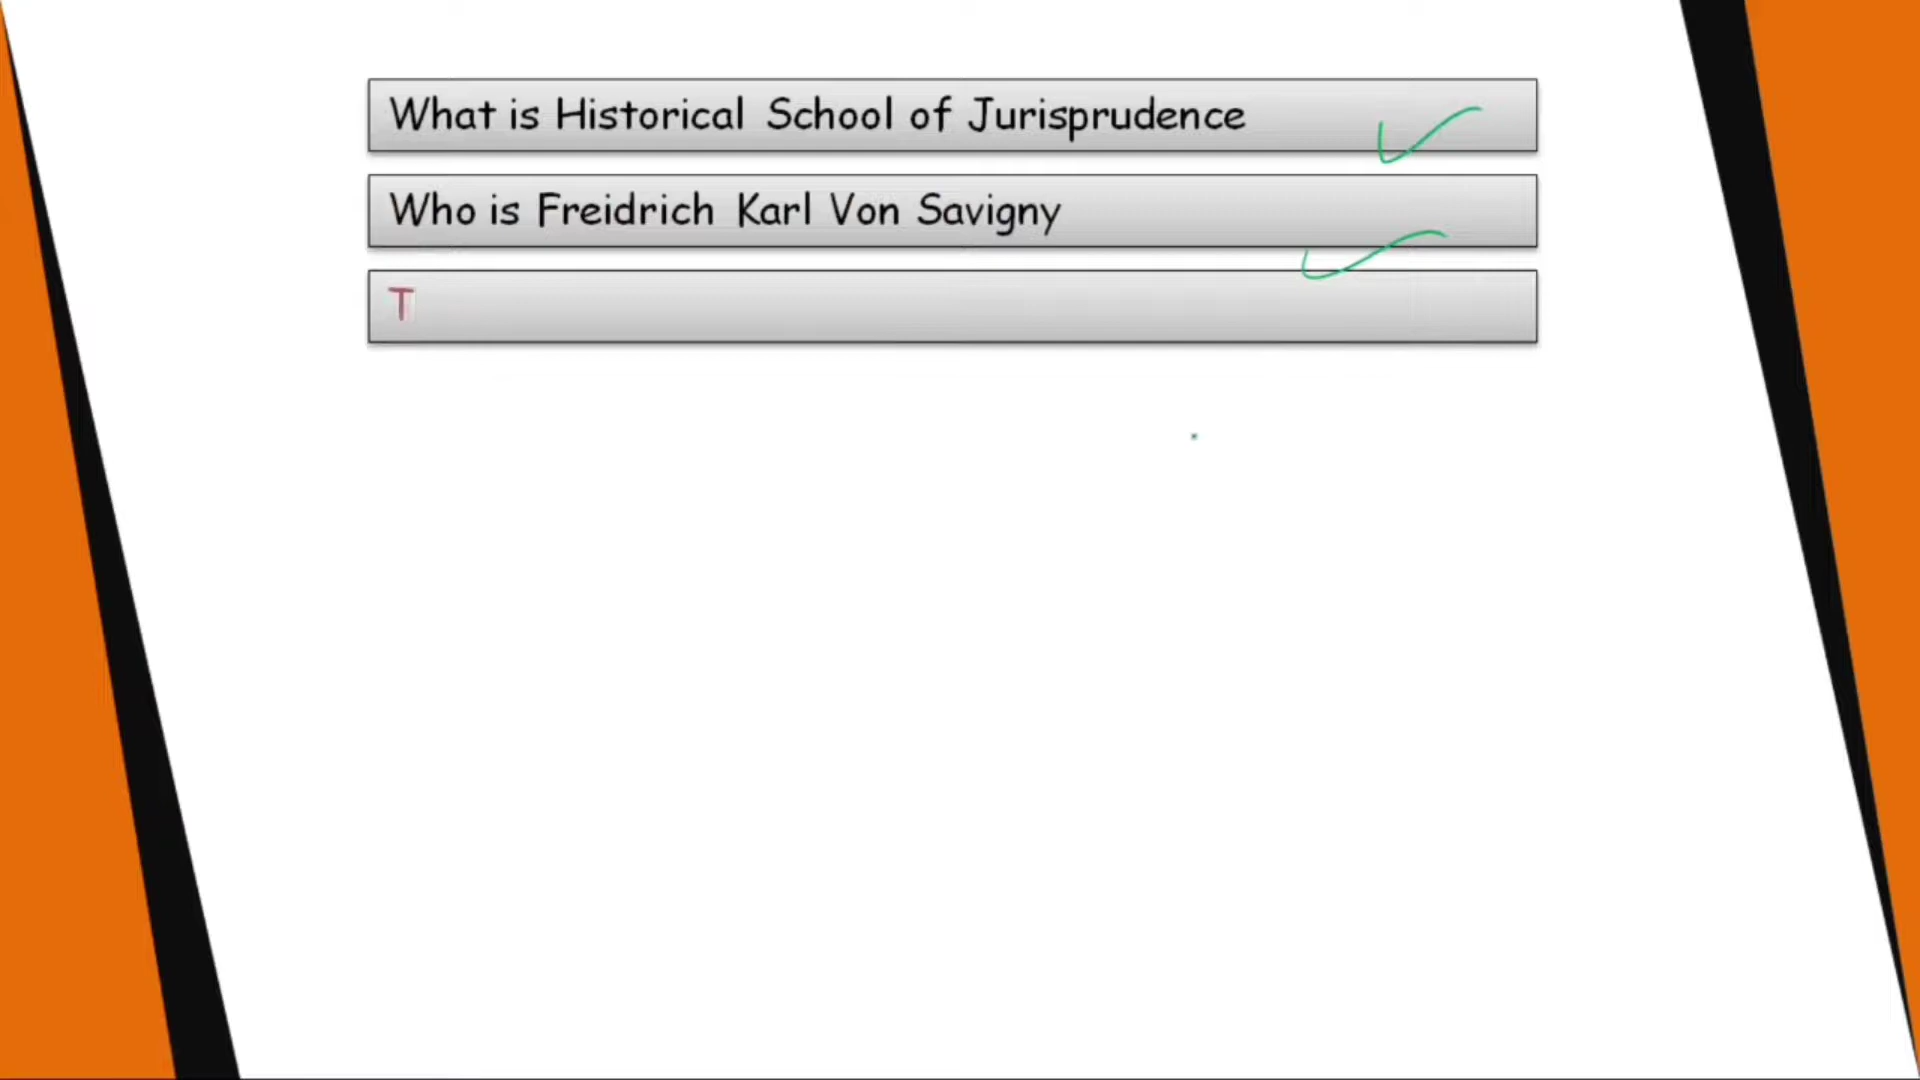 What is Historical School of Jurisprudence
Who is Freidrich Karl Von Savigny
T